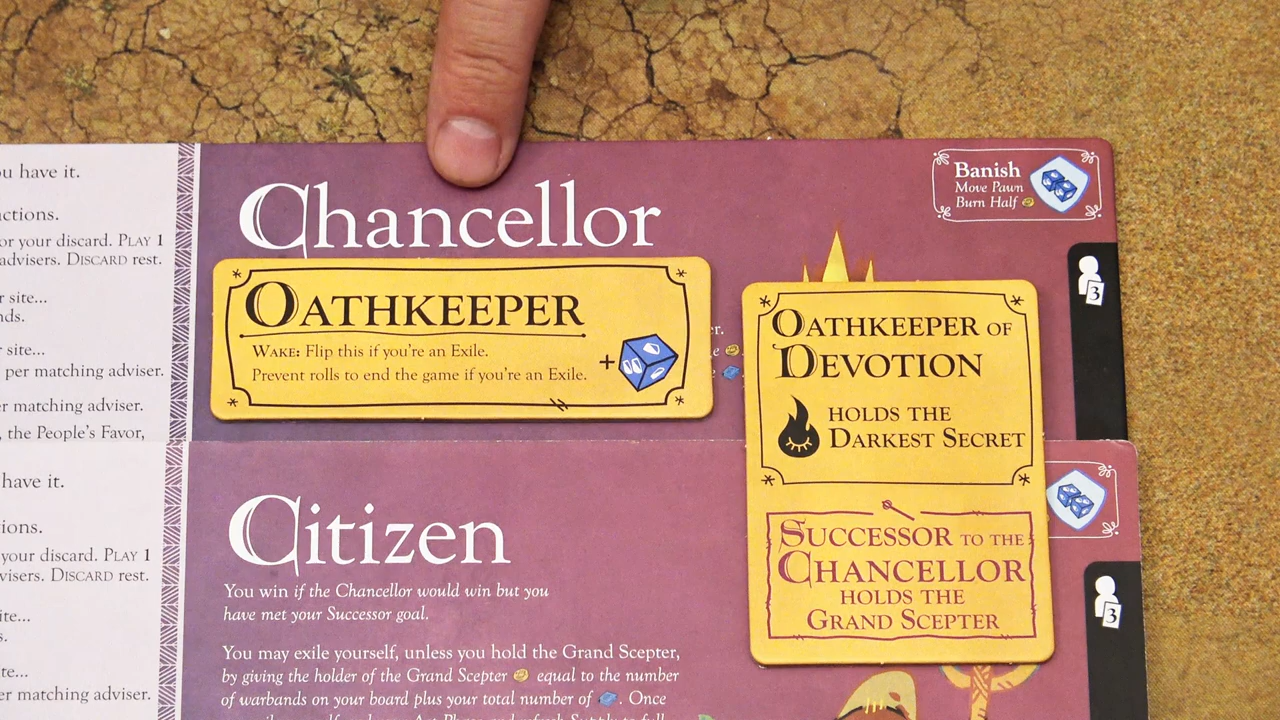 u have it.
actions.
or your discard. PLAY 1
advisers. DISCARD rest.
r site...
nds.
r site...
per matching adviser.
er matching adviser.
, the People's Favor,
Chancellor
Banish
Move Pawn
Burn Half
3
OATHKEEPER
WAKE: Flip this if you're an Exile.
Prevent rolls to end the game if you're an Exile.
+
er.
e
OATHKEEPER OF
DEVOTION
HOLDS THE
DARKEST SECRET
SUCCESSOR TO THE
CHANCELLOR
HOLDS THE
GRAND SCEPTER
have it.
ions.
your discard. PLAY 1
visers. DISCARD rest.
ite...
s.
te...
er matching adviser.
Citizen
You win if the Chancellor would win but you
have met your Successor goal.
You may exile yourself, unless you hold the Grand Scepter,
by giving the holder of the Grand Scepter equal to the number
of warbands on your board plus your total number of . Once
3